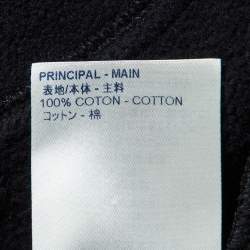 PRINCIPAL - MAIN
表地/本体 - 主料
100% COTON - COTTON
コットン - 棉